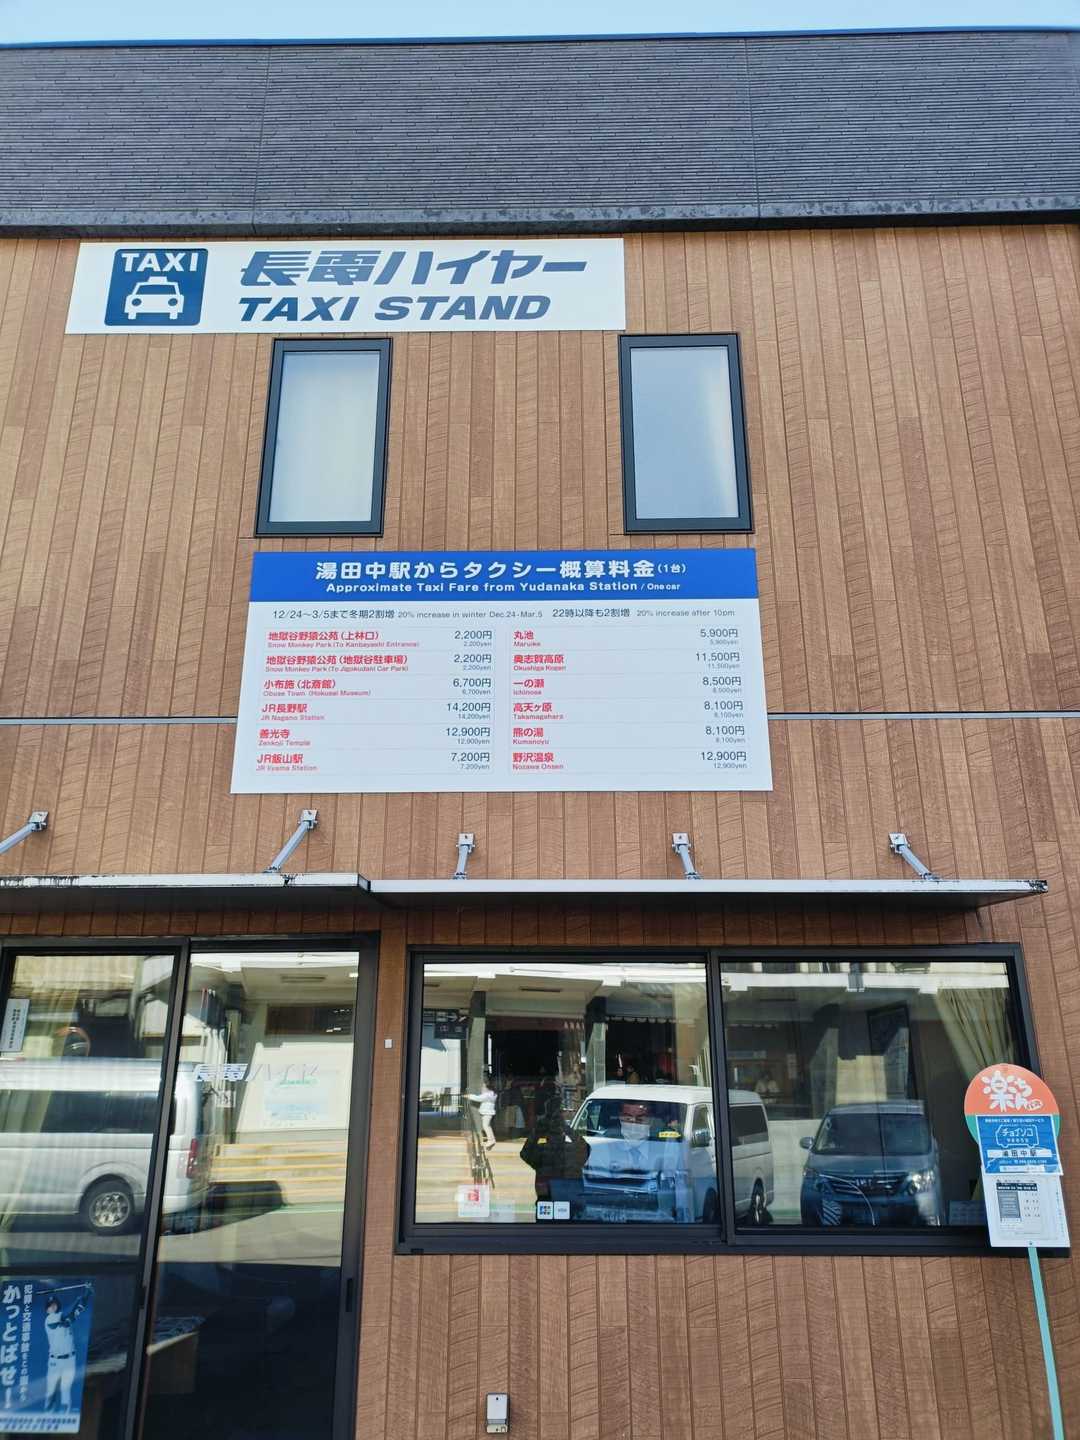 TAXI
長電ハイヤー
TAXI STAND
湯田中駅からタクシー概算料金(1台)
Approximate Taxi Fare from Yudanaka Station / One car
12/24〜3/5まで冬期2割増 20% increase in winter Dec.24-Mar.5 22時以降も2割増 20% increase after 10pm
地獄谷野猿公苑(上林口) 2,200円
Snow Monkey Park (To Kanbayashi Entrance) 2,200yen
地獄谷野猿公苑(地獄谷駐車場) 2,200円
Snow Monkey Park (To Jigokudani Car Park) 2,200yen
小布施(北斎館) 6,700円
Obuse Town (Hokusai Museum) 6,700yen
JR長野駅 14,200円
JR Nagano Station 14,200yen
善光寺 12,900円
Zenkoji Temple 12,900yen
JR飯山駅 7,200円
JR Iiyama Station 7,200yen
丸池 5,900円
Maruike 5,900yen
奥志賀高原 11,500円
Okushiga Kogen 11,500yen
一の瀬 8,500円
Ichinose 8,500yen
高天ヶ原 8,100円
Takamagahara 8,100yen
熊の湯 8,100円
Kumanoyu 8,100yen
野沢温泉 12,900円
Nozawa Onsen 12,900yen
長電ハイヤー
楽ちん
チョイソコ
湯田中駅
JCB
VISA
かっとばせー!